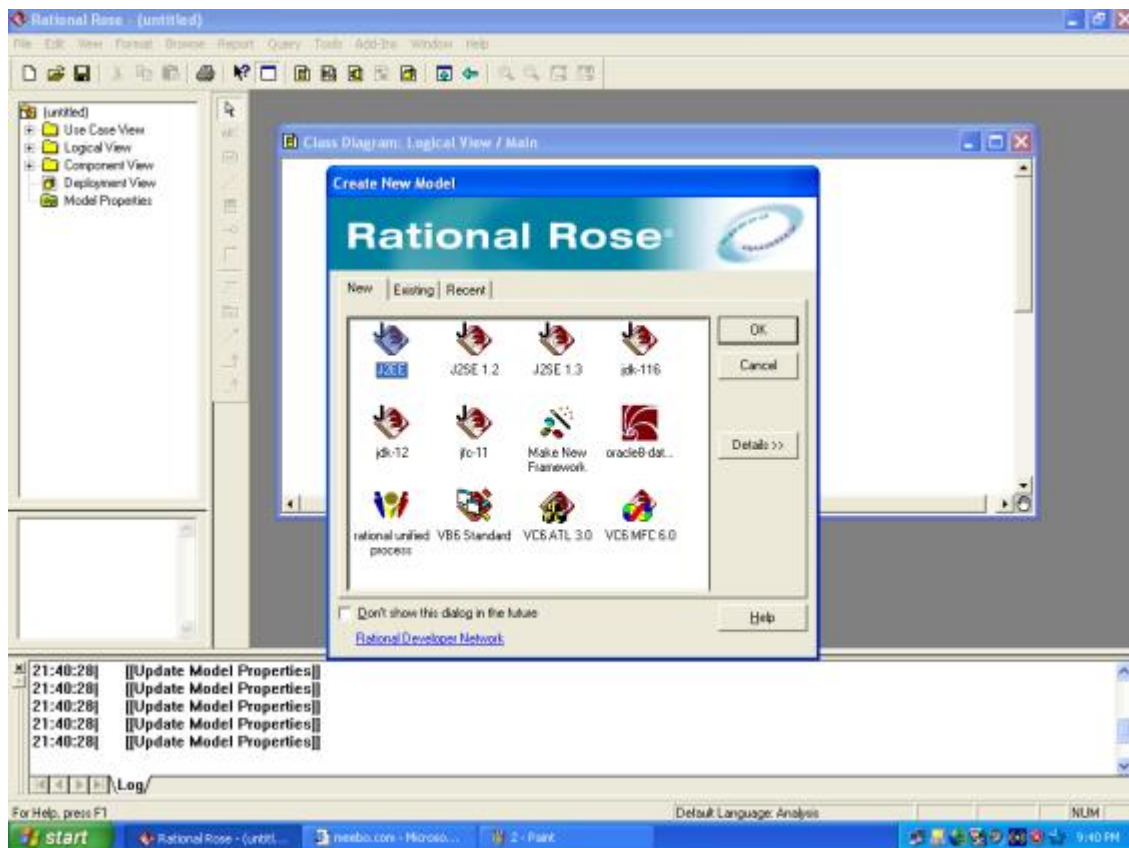 Rational Rose - (untitled)
File Edit View Format Browse Report Query Tools Add-Ins Window Help
(untitled)
Use Case View
Logical View
Component View
Deployment View
Model Properties
ABC
Class Diagram: Logical View / Main
Create New Model
Rational Rose
New Existing Recent
J2EE J2SE 1.2 J2SE 1.3 jdk-116
jdk-12 jfc-11 Make New Framework oracle8-dat...
rational unified process VB6 Standard VC6 ATL 3.0 VC6 MFC 6.0
OK
Cancel
Details >>
Don't show this dialog in the future
Help
Rational Developer Network
21:40:28| [[Update Model Properties]]
21:40:28| [[Update Model Properties]]
21:40:28| [[Update Model Properties]]
21:40:28| [[Update Model Properties]]
21:40:28| [[Update Model Properties]]
Log
For Help, press F1 Default Language: Analysis NUM
start Rational Rose - (untitl... neebo.com - Microso... 2 - Paint 9:40 PM